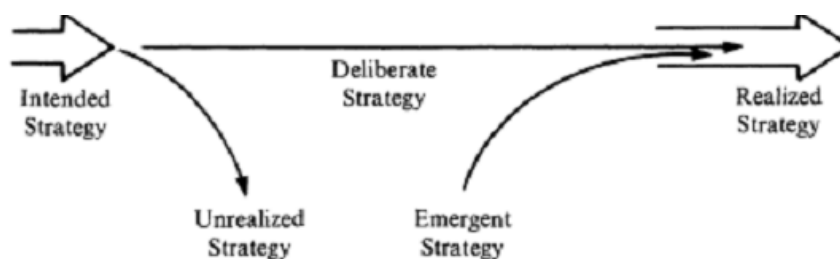 Deliberate
Strategy
Intended
Strategy
Realized
Strategy
Unrealized
Strategy
Emergent
Strategy